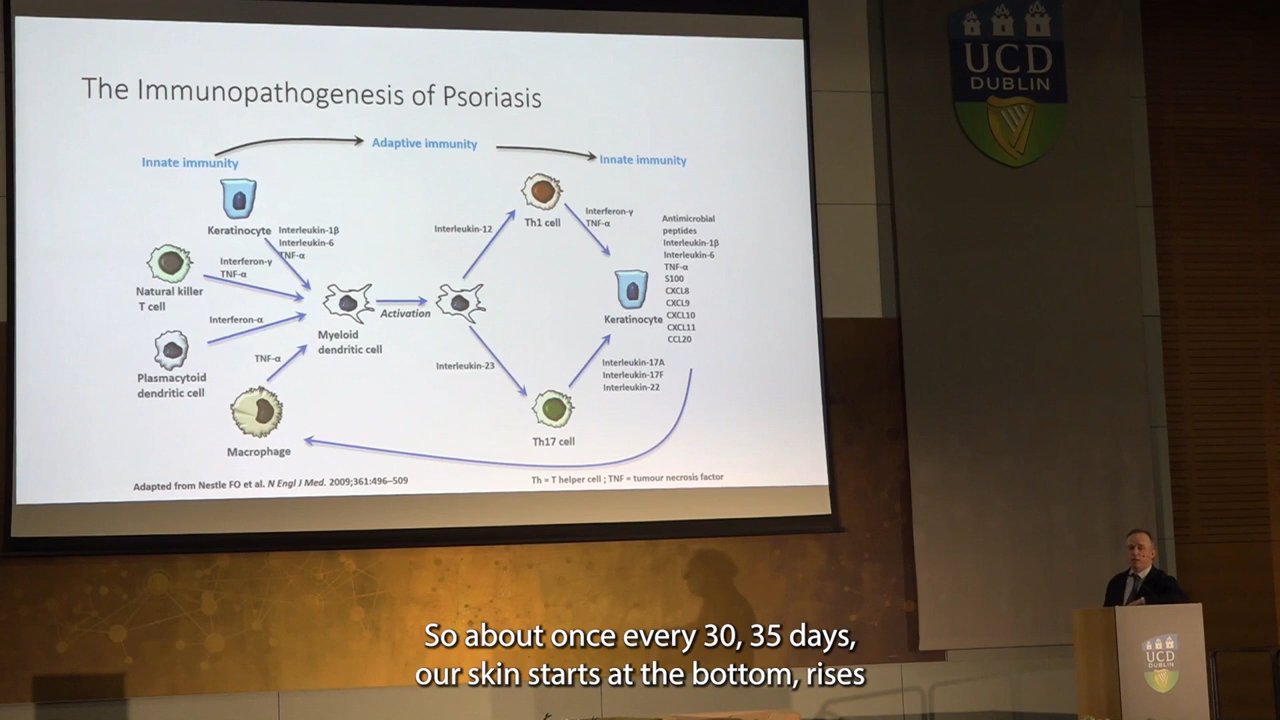 The Immunopathogenesis of Psoriasis
Innate immunity
Adaptive immunity
Innate immunity
Keratinocyte
Interleukin-1β
Interleukin-6
TNF-α
Natural killer
T cell
Interferon-γ
TNF-α
Plasmacytoid
dendritic cell
Interferon-α
TNF-α
Macrophage
Myeloid
dendritic cell
Activation
Interleukin-12
Interleukin-23
Th1 cell
Th17 cell
Interferon-γ
TNF-α
Interleukin-17A
Interleukin-17F
Interleukin-22
Keratinocyte
Antimicrobial
peptides
Interleukin-1β
Interleukin-6
TNF-α
S100
CXCL8
CXCL9
CXCL10
CXCL11
CCL20
Adapted from Nestle FO et al. N Engl J Med. 2009;361:496–509
Th = T helper cell ; TNF = tumour necrosis factor
UCD
DUBLIN
UCD
DUBLIN
So about once every 30, 35 days,
our skin starts at the bottom, rises